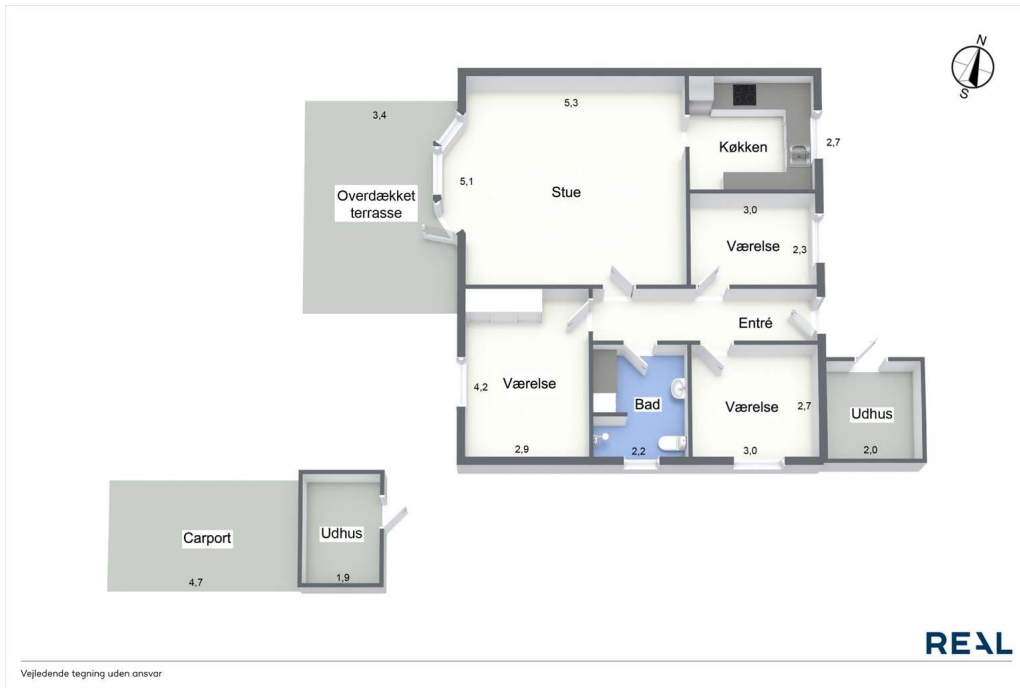 N
S
3,4
5,3
Køkken
2,7
5,1
Stue
Overdækket
terrasse
3,0
Værelse
2,3
Entré
4,2
Værelse
2,9
Bad
2,2
Værelse
2,7
3,0
Udhus
2,0
Carport
4,7
Udhus
1,9
REAL
Vejledende tegning uden ansvar